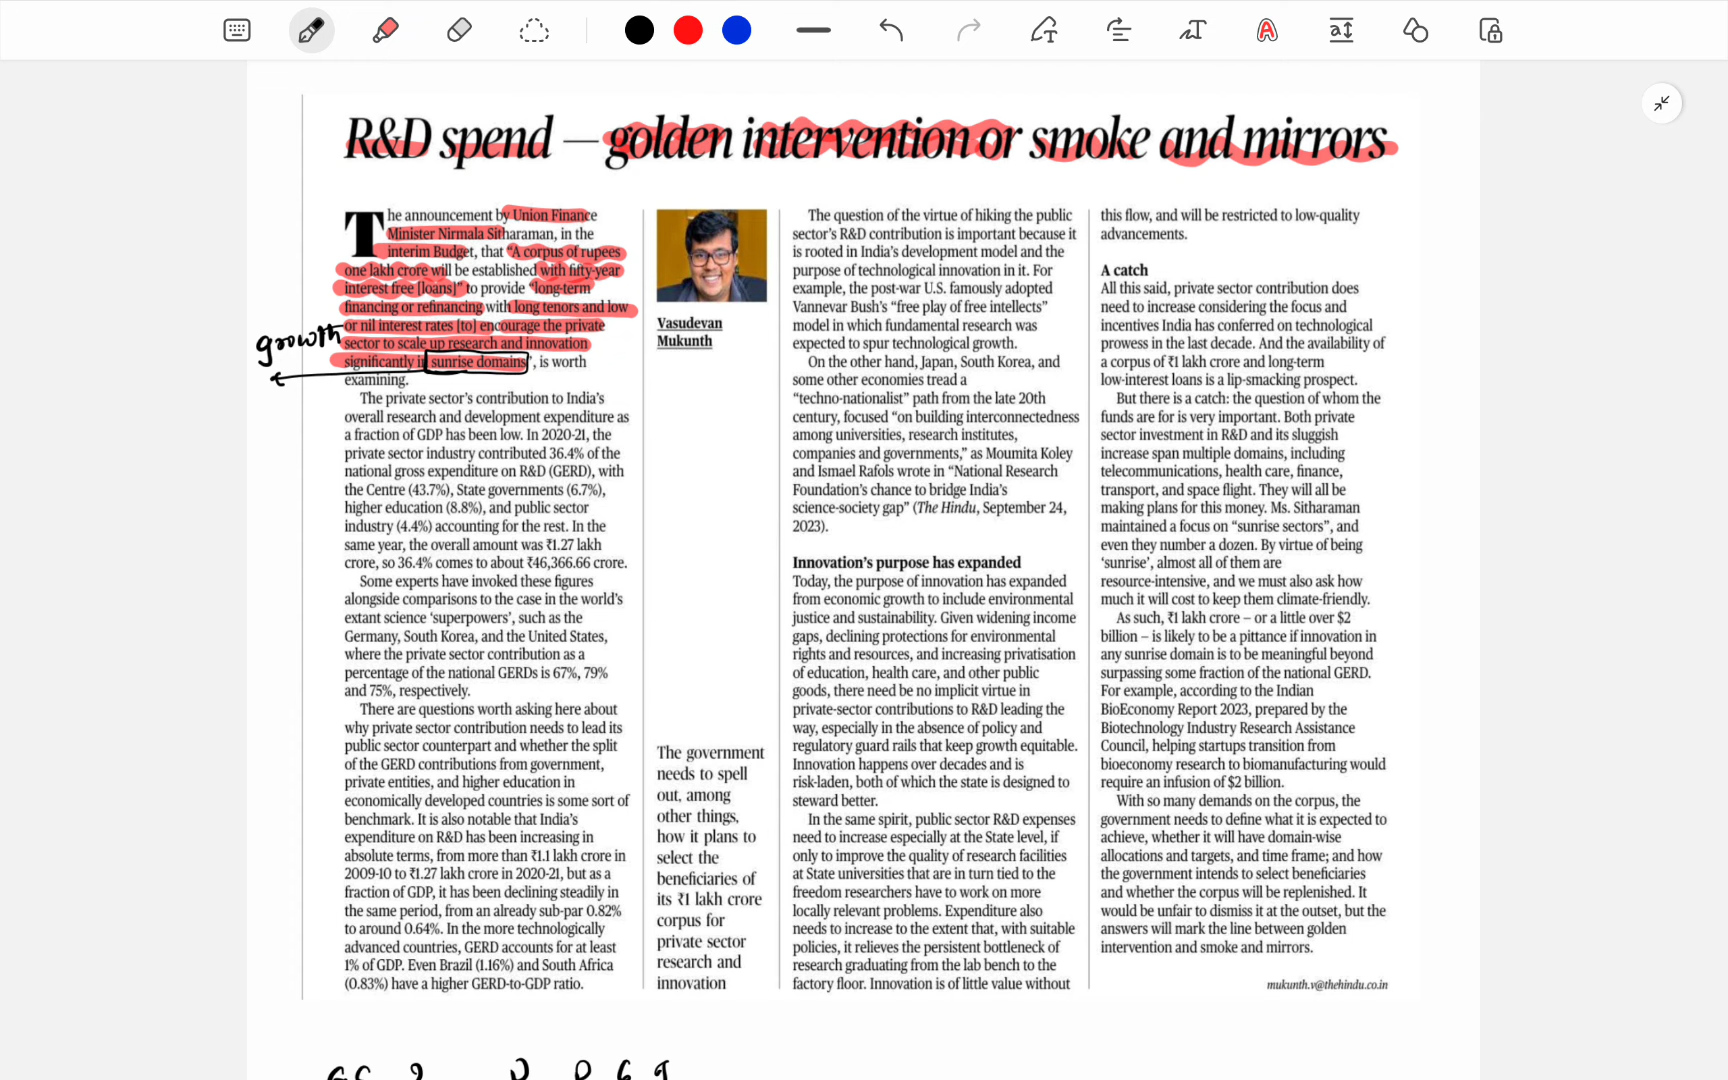 R&D spend — golden intervention or smoke and mirrors
The announcement by Union Finance
Minister Nirmala Sitharaman, in the
interim Budget, that “A corpus of rupees
one lakh crore will be established with fifty-year
interest free [loans]” to provide “long-term
financing or refinancing with long tenors and low
or nil interest rates [to] encourage the private
sector to scale up research and innovation
significantly in sunrise domains”, is worth
examining.
growth
The private sector’s contribution to India’s
overall research and development expenditure as
a fraction of GDP has been low. In 2020-21, the
private sector industry contributed 36.4% of the
national gross expenditure on R&D (GERD), with
the Centre (43.7%), State governments (6.7%),
higher education (8.8%), and public sector
industry (4.4%) accounting for the rest. In the
same year, the overall amount was ₹1.27 lakh
crore, so 36.4% comes to about ₹46,366.66 crore.
Some experts have invoked these figures
alongside comparisons to the case in the world’s
extant science ‘superpowers’, such as the
Germany, South Korea, and the United States,
where the private sector contribution as a
percentage of the national GERDs is 67%, 79%
and 75%, respectively.
There are questions worth asking here about
why private sector contribution needs to lead its
public sector counterpart and whether the split
of the GERD contributions from government,
private entities, and higher education in
economically developed countries is some sort of
benchmark. It is also notable that India’s
expenditure on R&D has been increasing in
absolute terms, from more than ₹1.1 lakh crore in
2009-10 to ₹1.27 lakh crore in 2020-21, but as a
fraction of GDP, it has been declining steadily in
the same period, from an already sub-par 0.82%
to around 0.64%. In the more technologically
advanced countries, GERD accounts for at least
1% of GDP. Even Brazil (1.16%) and South Africa
(0.83%) have a higher GERD-to-GDP ratio.
Vasudevan
Mukunth
The government
needs to spell
out, among
other things,
how it plans to
select the
beneficiaries of
its ₹1 lakh crore
corpus for
private sector
research and
innovation
The question of the virtue of hiking the public
sector’s R&D contribution is important because it
is rooted in India’s development model and the
purpose of technological innovation in it. For
example, the post-war U.S. famously adopted
Vannevar Bush’s “free play of free intellects”
model in which fundamental research was
expected to spur technological growth.
On the other hand, Japan, South Korea, and
some other economies tread a
“techno-nationalist” path from the late 20th
century, focused “on building interconnectedness
among universities, research institutes,
companies and governments,” as Moumita Koley
and Ismael Rafols wrote in “National Research
Foundation’s chance to bridge India’s
science-society gap” (The Hindu, September 24,
2023).
Innovation’s purpose has expanded
Today, the purpose of innovation has expanded
from economic growth to include environmental
justice and sustainability. Given widening income
gaps, declining protections for environmental
rights and resources, and increasing privatisation
of education, health care, and other public
goods, there need be no implicit virtue in
private-sector contributions to R&D leading the
way, especially in the absence of policy and
regulatory guard rails that keep growth equitable.
Innovation happens over decades and is
risk-laden, both of which the state is designed to
steward better.
In the same spirit, public sector R&D expenses
need to increase especially at the State level, if
only to improve the quality of research facilities
at State universities that are in turn tied to the
freedom researchers have to work on more
locally relevant problems. Expenditure also
needs to increase to the extent that, with suitable
policies, it relieves the persistent bottleneck of
research graduating from the lab bench to the
factory floor. Innovation is of little value without
this flow, and will be restricted to low-quality
advancements.
A catch
All this said, private sector contribution does
need to increase considering the focus and
incentives India has conferred on technological
prowess in the last decade. And the availability of
a corpus of ₹1 lakh crore and long-term
low-interest loans is a lip-smacking prospect.
But there is a catch: the question of whom the
funds are for is very important. Both private
sector investment in R&D and its sluggish
increase span multiple domains, including
telecommunications, health care, finance,
transport, and space flight. They will all be
making plans for this money. Ms. Sitharaman
maintained a focus on “sunrise sectors”, and
even they number a dozen. By virtue of being
‘sunrise’, almost all of them are
resource-intensive, and we must also ask how
much it will cost to keep them climate-friendly.
As such, ₹1 lakh crore – or a little over $2
billion – is likely to be a pittance if innovation in
any sunrise domain is to be meaningful beyond
surpassing some fraction of the national GERD.
For example, according to the Indian
BioEconomy Report 2023, prepared by the
Biotechnology Industry Research Assistance
Council, helping startups transition from
bioeconomy research to biomanufacturing would
require an infusion of $2 billion.
With so many demands on the corpus, the
government needs to define what it is expected to
achieve, whether it will have domain-wise
allocations and targets, and time frame; and how
the government intends to select beneficiaries
and whether the corpus will be replenished. It
would be unfair to dismiss it at the outset, but the
answers will mark the line between golden
intervention and smoke and mirrors.
mukunth.v@thehindu.co.in